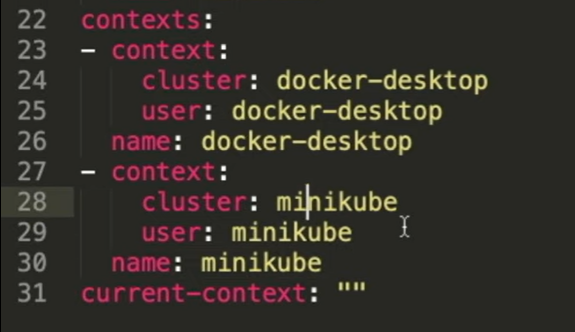 22 contexts:
23 - context:
24     cluster: docker-desktop
25     user: docker-desktop
26   name: docker-desktop
27 - context:
28     cluster: minikube
29     user: minikube
30   name: minikube
31 current-context: ""